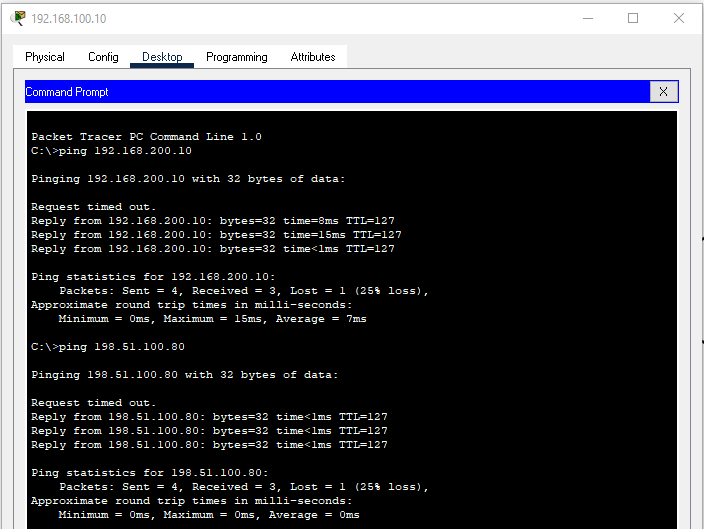 192.168.100.10
Physical Config Desktop Programming Attributes
Command Prompt X
Packet Tracer PC Command Line 1.0
C:\>ping 192.168.200.10
Pinging 192.168.200.10 with 32 bytes of data:
Request timed out.
Reply from 192.168.200.10: bytes=32 time=8ms TTL=127
Reply from 192.168.200.10: bytes=32 time=15ms TTL=127
Reply from 192.168.200.10: bytes=32 time<1ms TTL=127
Ping statistics for 192.168.200.10:
    Packets: Sent = 4, Received = 3, Lost = 1 (25% loss),
Approximate round trip times in milli-seconds:
    Minimum = 0ms, Maximum = 15ms, Average = 7ms
C:\>ping 198.51.100.80
Pinging 198.51.100.80 with 32 bytes of data:
Request timed out.
Reply from 198.51.100.80: bytes=32 time<1ms TTL=127
Reply from 198.51.100.80: bytes=32 time<1ms TTL=127
Reply from 198.51.100.80: bytes=32 time<1ms TTL=127
Ping statistics for 198.51.100.80:
    Packets: Sent = 4, Received = 3, Lost = 1 (25% loss),
Approximate round trip times in milli-seconds:
    Minimum = 0ms, Maximum = 0ms, Average = 0ms